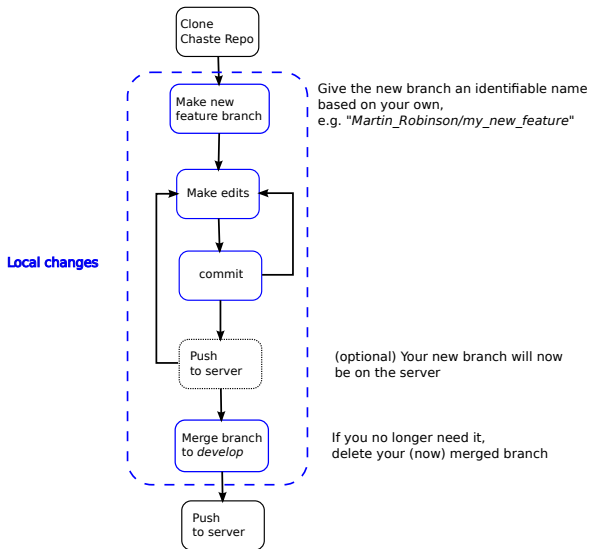 Clone
Chaste Repo
Make new
feature branch
Give the new branch an identifiable name
based on your own,
e.g. "Martin_Robinson/my_new_feature"
Make edits
Local changes
commit
Push
to server
(optional) Your new branch will now
be on the server
Merge branch
to develop
If you no longer need it,
delete your (now) merged branch
Push
to server